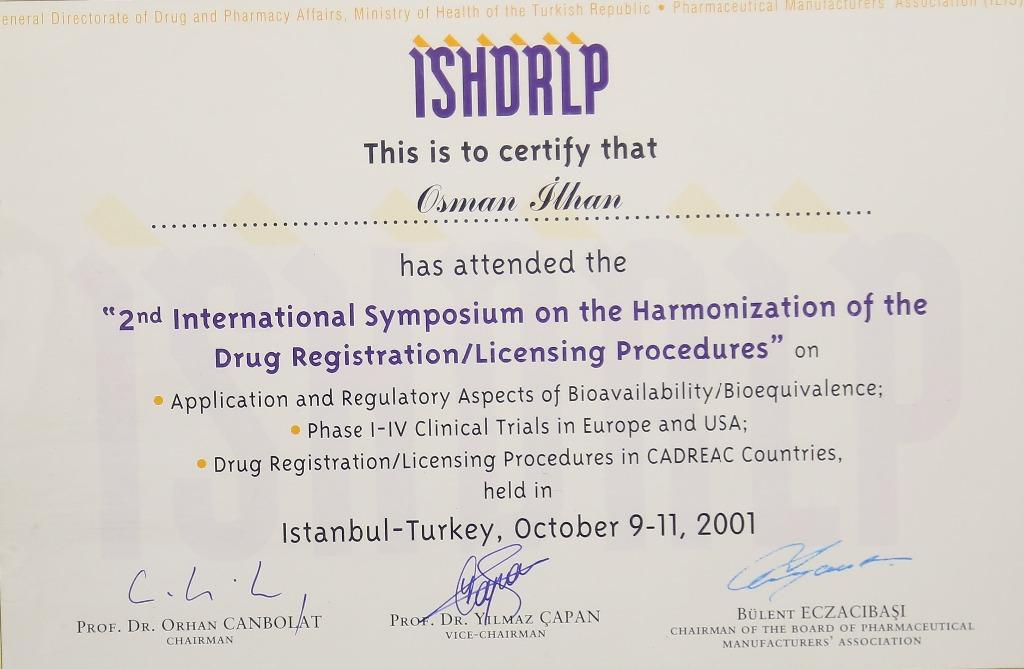 eneral Directorate of Drug and Pharmacy Affairs, Ministry of Health of the Turkish Republic • Pharmaceutical Manufacturers' Association
ISHDRLP
This is to certify that
Osman İlhan
has attended the
“2nd International Symposium on the Harmonization of the
Drug Registration/Licensing Procedures” on
• Application and Regulatory Aspects of Bioavailability/Bioequivalence;
• Phase I-IV Clinical Trials in Europe and USA;
• Drug Registration/Licensing Procedures in CADREAC Countries,
held in
Istanbul-Turkey, October 9-11, 2001
PROF. DR. ORHAN CANBOLAT
CHAIRMAN
PROF. DR. YILMAZ ÇAPAN
VICE-CHAIRMAN
BÜLENT ECZACIBAŞI
CHAIRMAN OF THE BOARD OF PHARMACEUTICAL
MANUFACTURERS' ASSOCIATION